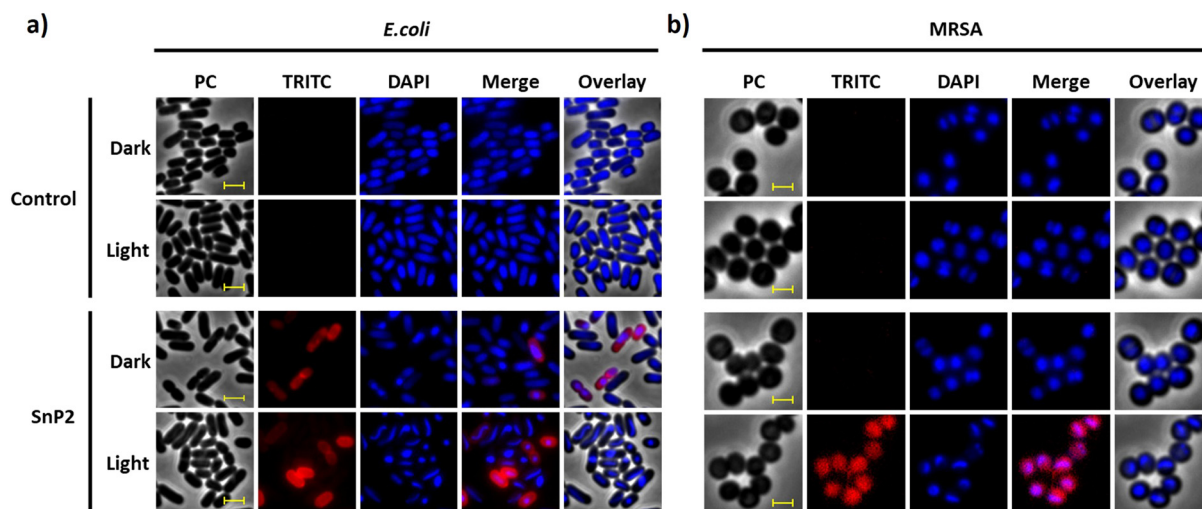 a)
E.coli
b)
MRSA
PC TRITC DAPI Merge Overlay
PC TRITC DAPI Merge Overlay
Dark
Control
Light
Dark
SnP2
Light